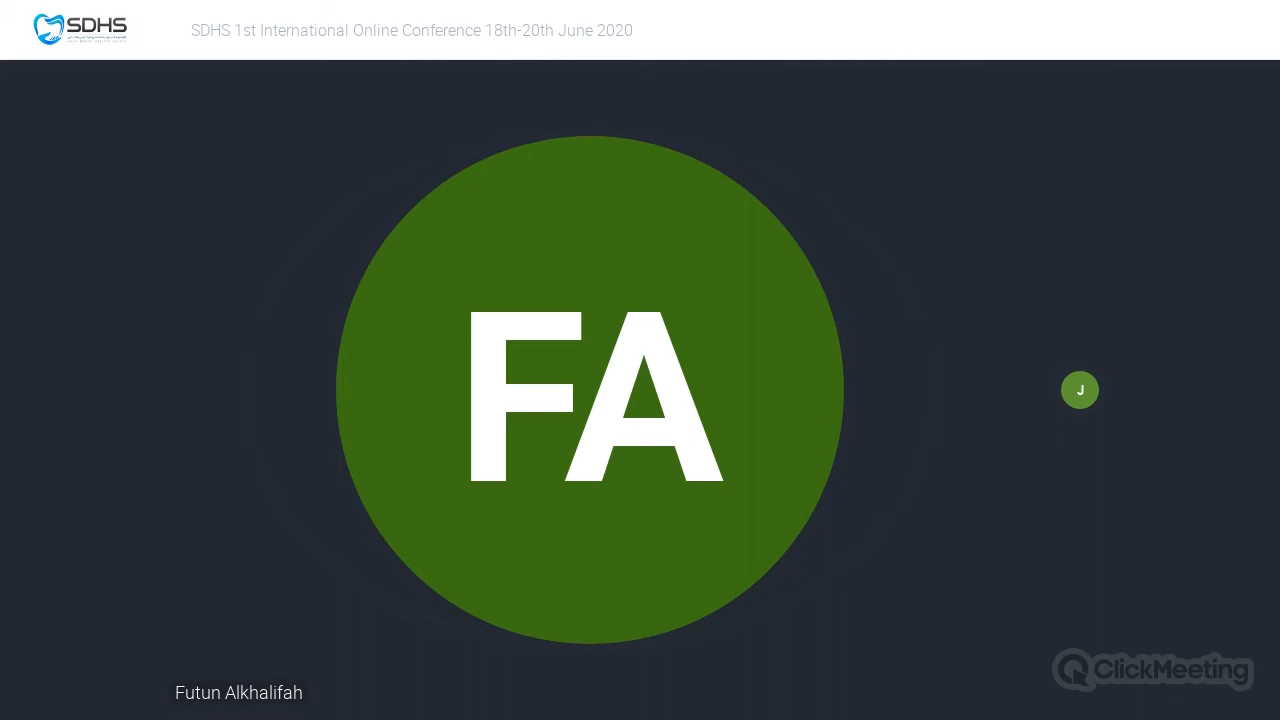 SDHS
SDHS 1st International Online Conference 18th-20th June 2020
FA
J
ClickMeeting
Futun Alkhalifah